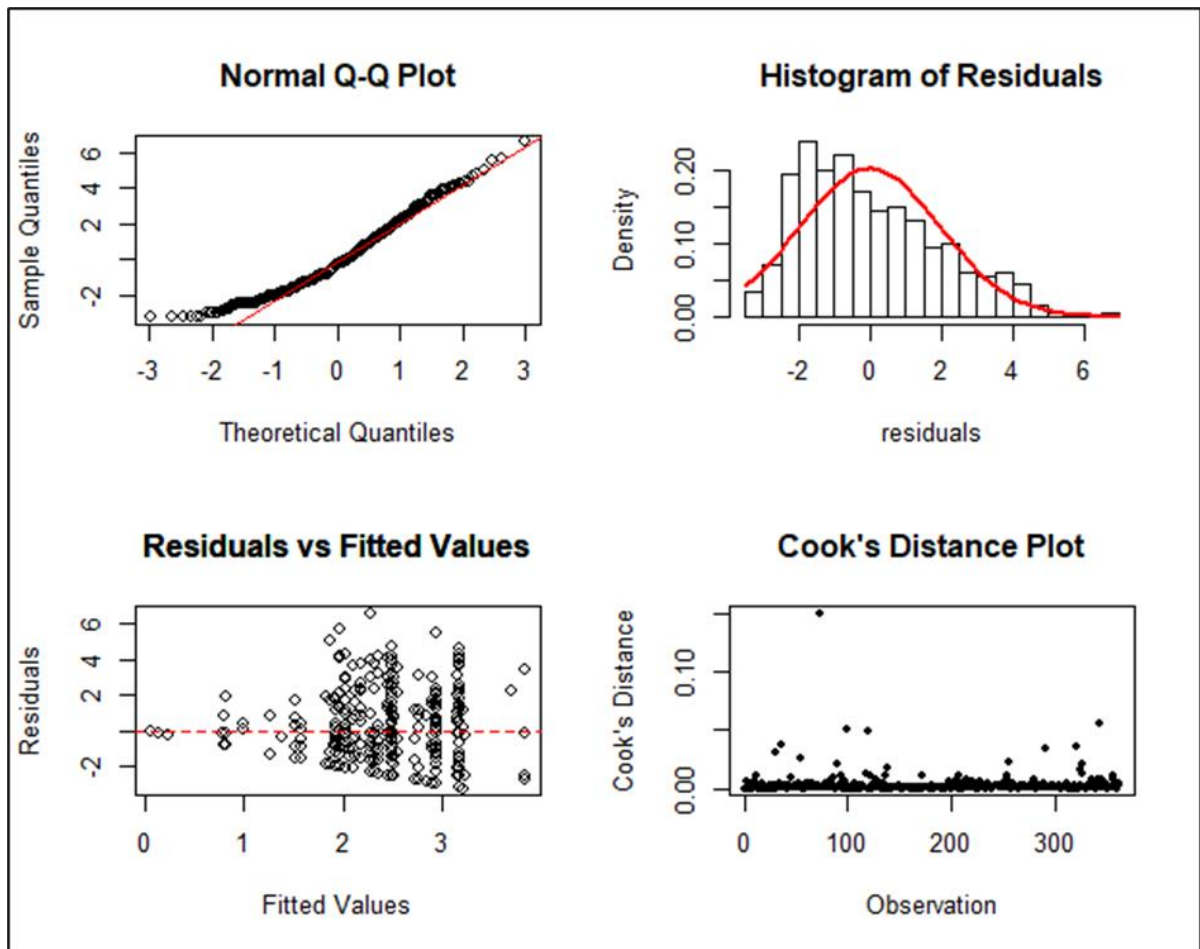 Normal Q-Q Plot
Sample Quantiles
6
4
2
-2
-3 -2 -1 0 1 2 3
Theoretical Quantiles
Histogram of Residuals
Density
0.20
0.10
0.00
-2 0 2 4 6
residuals
Residuals vs Fitted Values
Residuals
6
4
2
-2
0 1 2 3
Fitted Values
Cook's Distance Plot
Cook's Distance
0.10
0.00
0 100 200 300
Observation